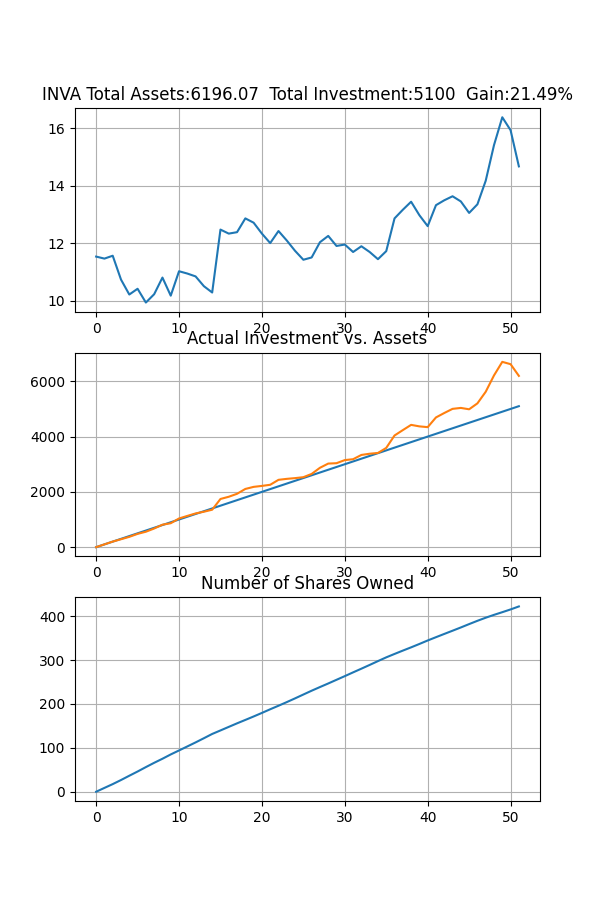 INVA Total Assets:6196.07  Total Investment:5100  Gain:21.49%
16
14
12
10
0 10 20 30 40 50
Actual Investment vs. Assets
6000
4000
2000
0
0 10 20 30 40 50
Number of Shares Owned
400
300
200
100
0
0 10 20 30 40 50